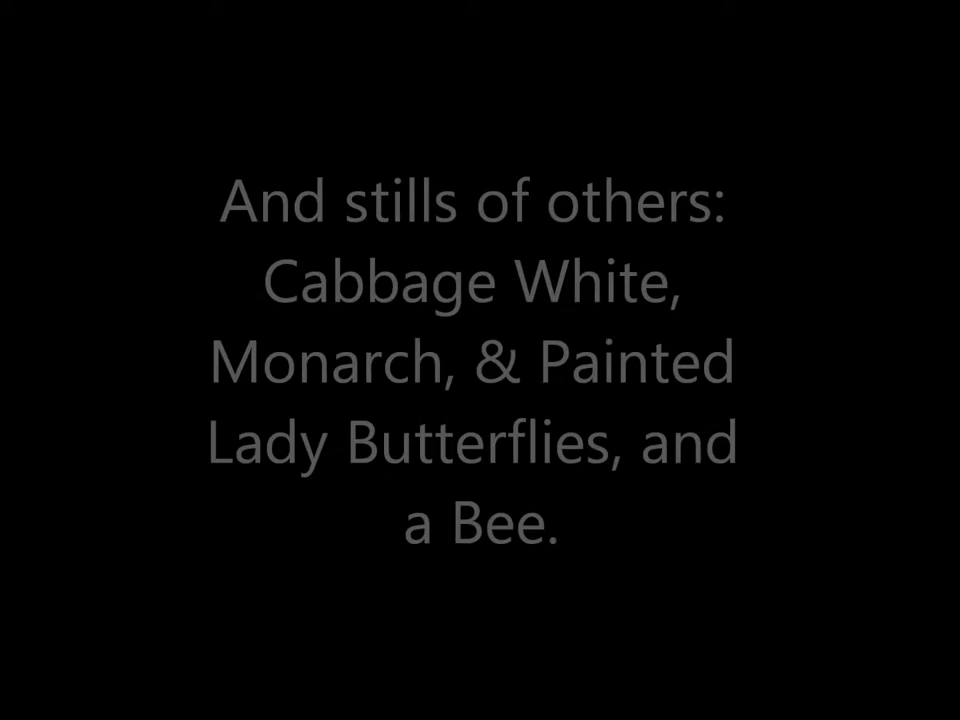 And stills of others:
Cabbage White,
Monarch, & Painted
Lady Butterflies, and
a Bee.